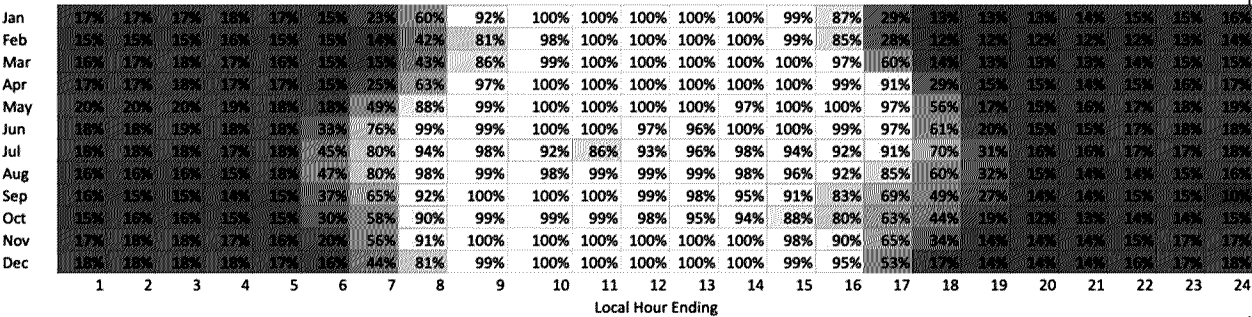 Jan 17% 17% 17% 18% 17% 15% 23% 60% 92% 100% 100% 100% 100% 100% 99% 87% 29% 13% 13% 13% 14% 15% 15% 16%
Feb 15% 15% 15% 16% 15% 15% 14% 42% 81% 98% 100% 100% 100% 100% 99% 85% 28% 12% 12% 12% 12% 12% 13% 14%
Mar 16% 17% 18% 17% 16% 15% 15% 43% 86% 99% 100% 100% 100% 100% 100% 97% 60% 14% 13% 13% 13% 14% 15% 15%
Apr 17% 17% 18% 17% 17% 15% 25% 63% 97% 100% 100% 100% 100% 100% 100% 99% 91% 29% 15% 15% 14% 15% 16% 17%
May 20% 20% 20% 19% 18% 18% 49% 88% 99% 100% 100% 100% 100% 97% 100% 100% 97% 56% 17% 15% 16% 17% 18% 19%
Jun 18% 18% 19% 18% 18% 33% 76% 99% 99% 100% 100% 97% 96% 100% 100% 99% 97% 61% 20% 15% 15% 17% 18% 18%
Jul 18% 18% 18% 17% 18% 45% 80% 94% 98% 92% 86% 93% 96% 98% 94% 92% 91% 70% 31% 16% 16% 17% 17% 18%
Aug 16% 16% 16% 15% 18% 47% 80% 98% 99% 98% 99% 99% 99% 98% 96% 92% 85% 60% 32% 15% 14% 14% 15% 16%
Sep 16% 15% 15% 14% 15% 37% 65% 92% 100% 100% 100% 99% 98% 95% 91% 83% 69% 49% 27% 14% 14% 15% 15% 10%
Oct 15% 16% 16% 15% 15% 30% 58% 90% 99% 99% 99% 98% 95% 94% 88% 80% 63% 44% 19% 12% 13% 14% 14% 15%
Nov 17% 18% 18% 17% 16% 20% 56% 91% 100% 100% 100% 100% 100% 100% 98% 90% 65% 34% 14% 14% 14% 15% 17% 17%
Dec 18% 18% 18% 18% 17% 16% 44% 81% 99% 100% 100% 100% 100% 100% 99% 95% 53% 17% 14% 14% 14% 16% 17% 18%
1 2 3 4 5 6 7 8 9 10 11 12 13 14 15 16 17 18 19 20 21 22 23 24
Local Hour Ending